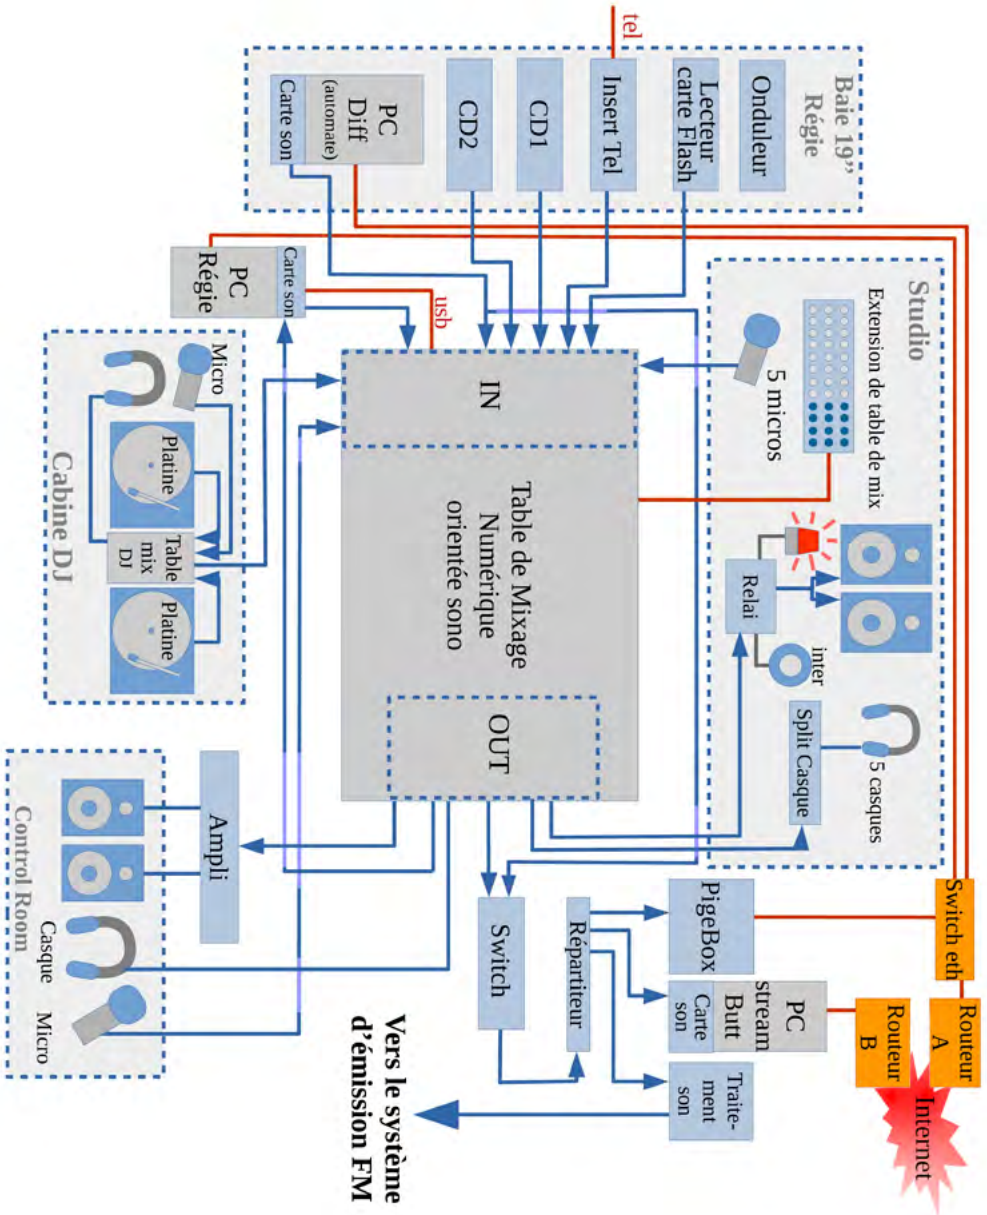 tel
Baie 19”
Régie
Onduleur
Lecteur
carte Flash
Insert Tel
CD1
CD2
PC
Diff
(automate)
Carte son
PC
Régie
Carte son
usb
Studio
Extension de table de mix
5 micros
Relai
inter
Split Casque
5 casques
IN
Table de Mixage
Numérique
orientée sono
OUT
Micro
Platine
Table
mix
DJ
Platine
Cabine DJ
Ampli
Control Room
Casque
Micro
Switch
Répartiteur
PigeBox
PC
stream
Butt
Carte
son
Traite-
ment
son
Switch eth
Routeur
A
Routeur
B
Internet
Vers le système
d’émission FM